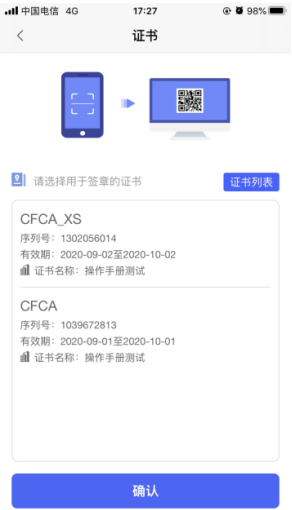 中国电信 4G 17:27 98%
证书
请选择用于签章的证书 证书列表
CFCA_XS
序列号：1302056014
有效期：2020-09-02至2020-10-02
证书名称：操作手册测试
CFCA
序列号：1039672813
有效期：2020-09-01至2020-10-01
证书名称：操作手册测试
确认